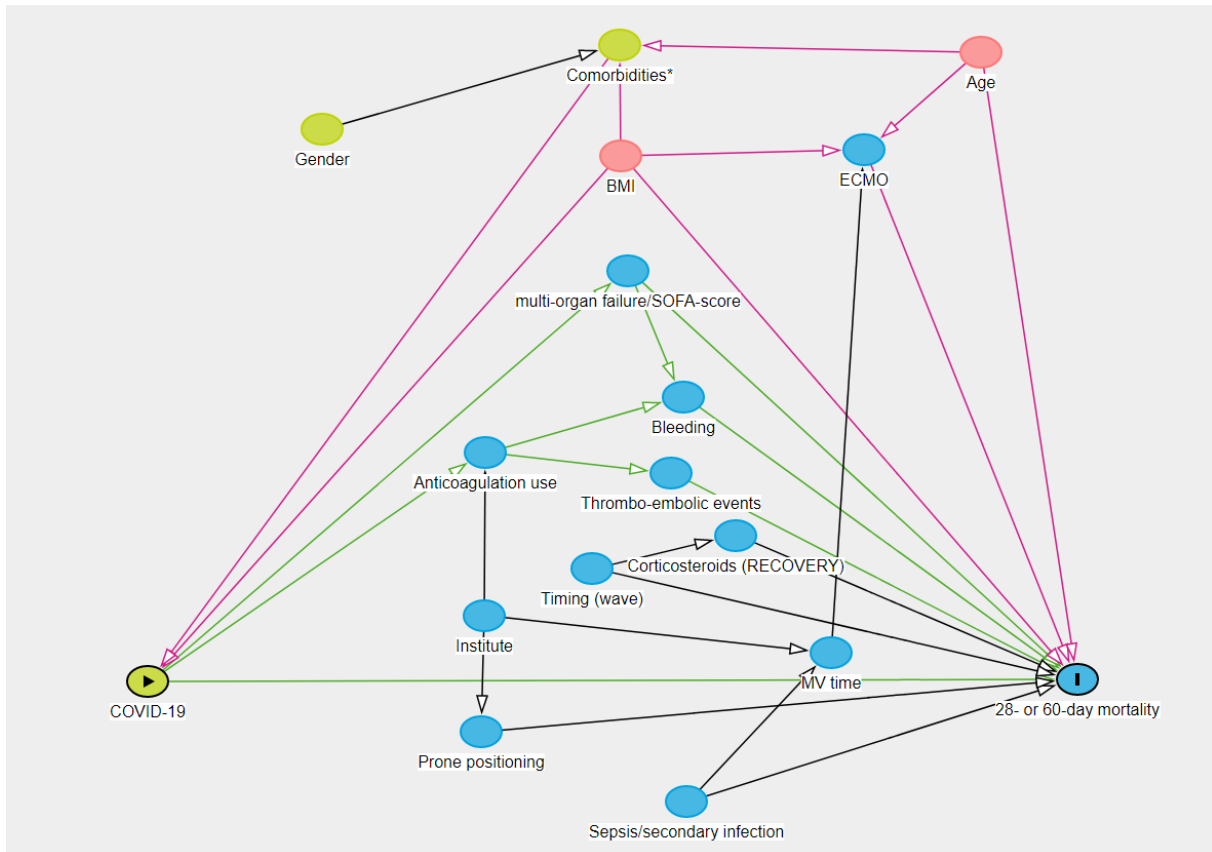 Comorbidities*
Age
Gender
BMI
ECMO
multi-organ failure/SOFA-score
Bleeding
Anticoagulation use
Thrombo-embolic events
Corticosteroids (RECOVERY)
Timing (wave)
Institute
MV time
COVID-19
28- or 60-day mortality
Prone positioning
Sepsis/secondary infection